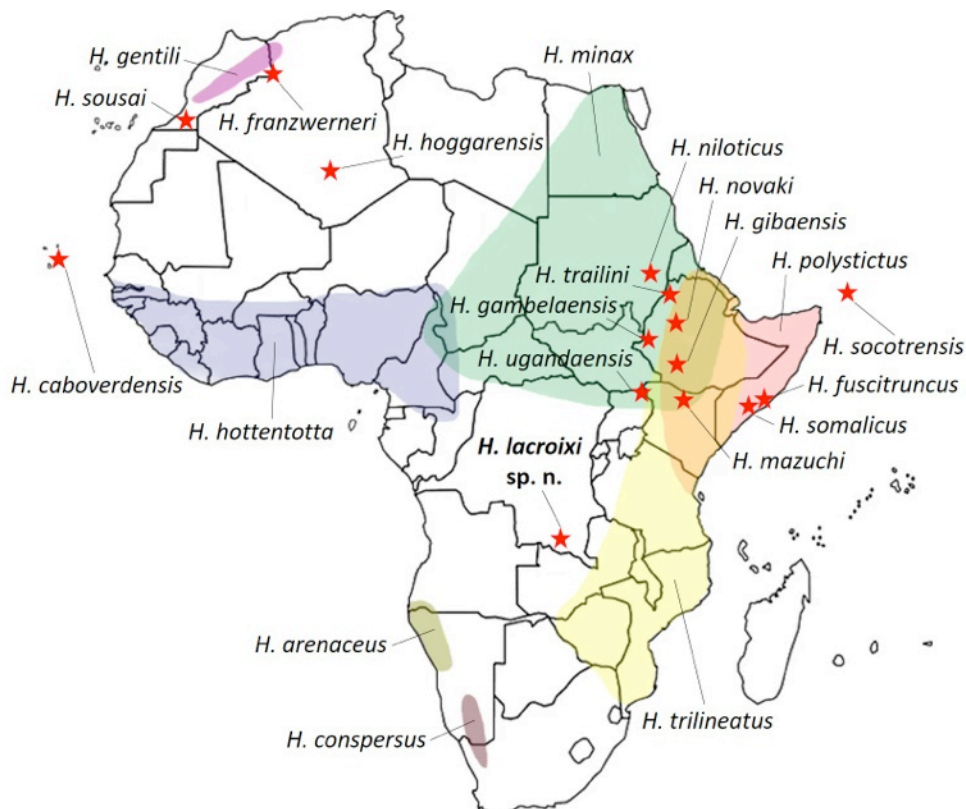 H. gentili
H. minax
H. sousai
H. franzwerneri
H. hoggarensis
H. niloticus
H. novaki
H. gibaensis
H. trailini
H. polystictus
H. gambelaensis
H. ugandaensis
H. socotrensis
H. caboverdensis
H. fuscitruncus
H. hottentotta
H. somalicus
H. lacroixi
sp. n.
H. mazuchi
H. arenaceus
H. trilineatus
H. conspersus